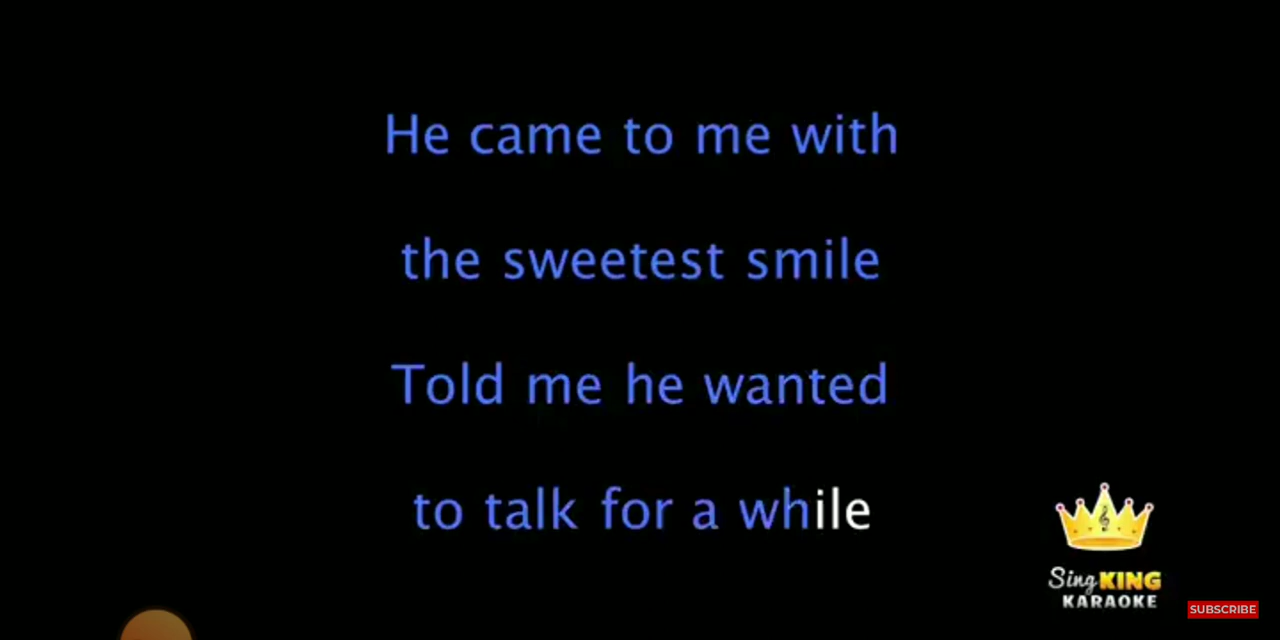 He came to me with
the sweetest smile
Told me he wanted
to talk for a while
Sing KING
KARAOKE
SUBSCRIBE